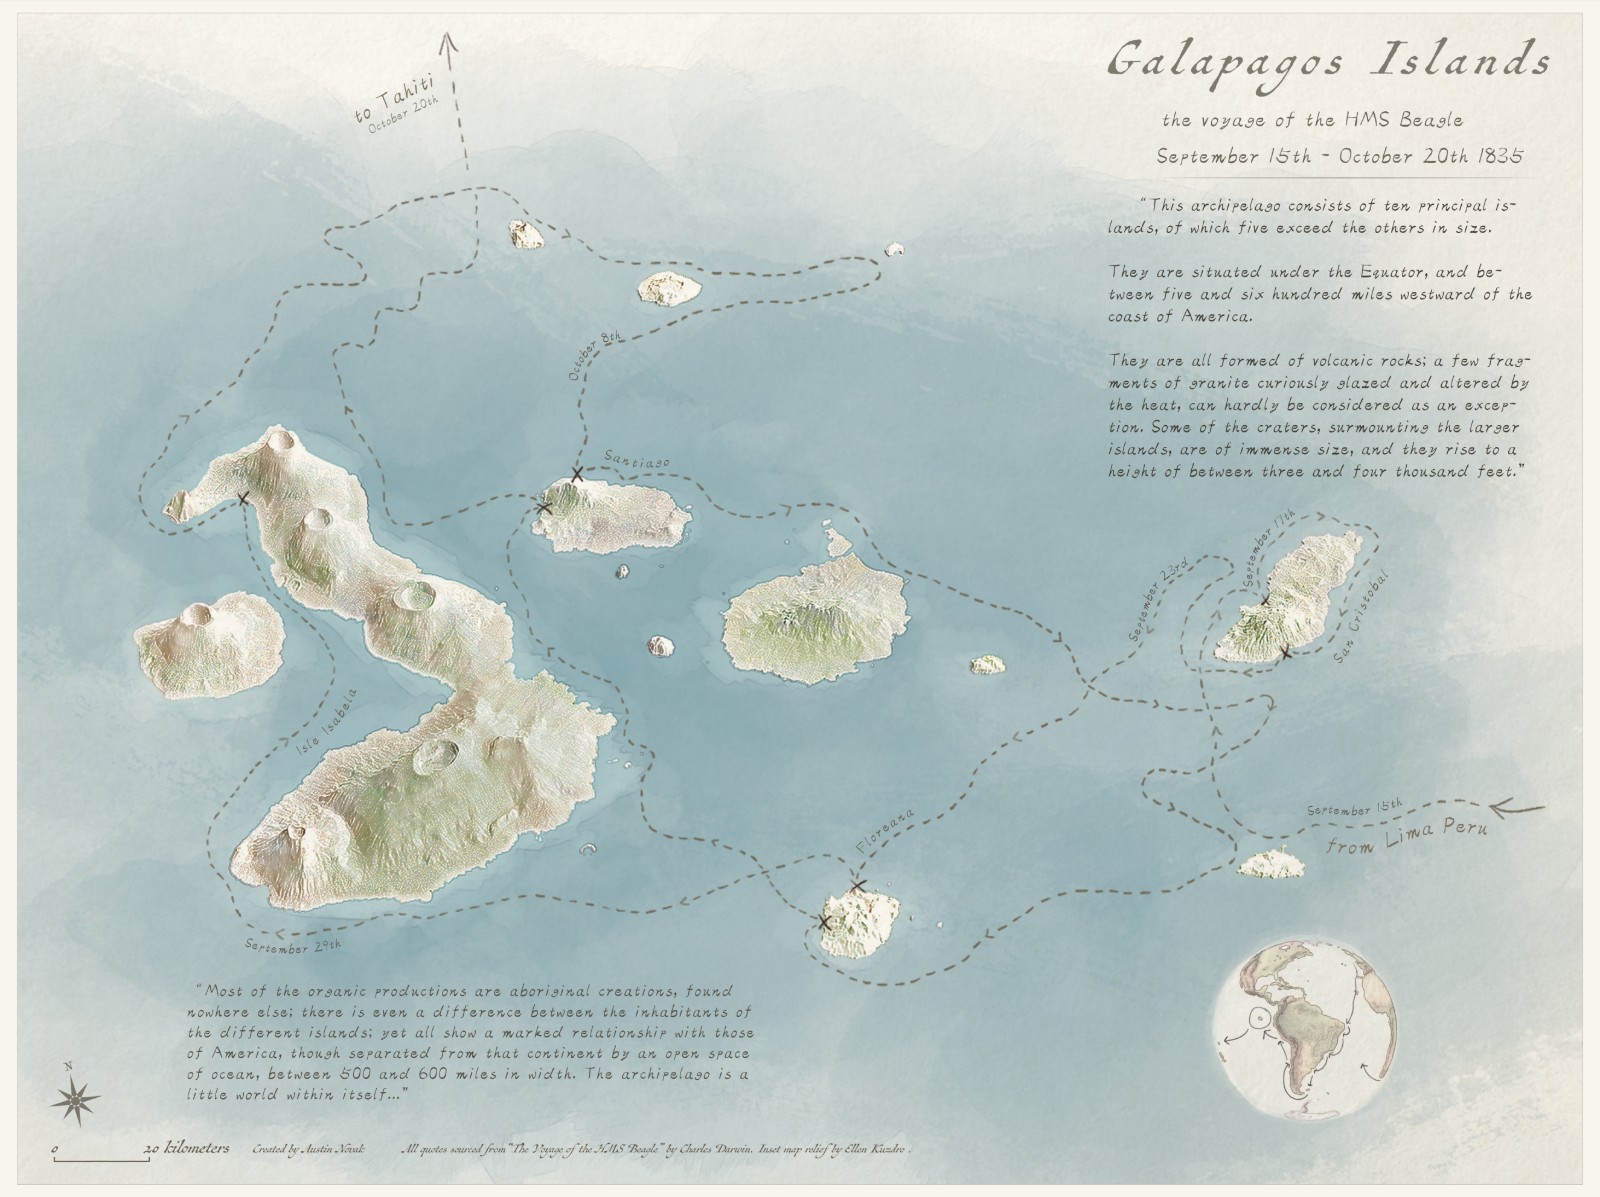 Galapagos Islands
the voyage of the HMS Beagle
September 15th - October 20th 1835
"This archipelago consists of ten principal is-
lands, of which five exceed the others in size.
They are situated under the Equator, and be-
tween five and six hundred miles westward of the
coast of America.
They are all formed of volcanic rocks; a few frag-
ments of granite curiously glazed and altered by
the heat, can hardly be considered as an excep-
tion. Some of the craters, surmounting the larger
islands, are of immense size, and they rise to a
height of between three and four thousand feet."
to Tahiti
October 20th
October 8th
Santiago
September 17th
September 23rd
San Cristobal
Isle Isabela
September 15th
from Lima Peru
Floreana
September 29th
"Most of the organic productions are aboriginal creations, found
nowhere else; there is even a difference between the inhabitants of
the different islands; yet all show a marked relationship with those
of America, though separated from that continent by an open space
of ocean, between 500 and 600 miles in width. The archipelago is a
little world within itself..."
N
0 20 kilometers
Created by Austin Novak
All quotes sourced from "The Voyage of the HMS Beagle" by Charles Darwin. Inset map relief by Ellen Kuzdro .